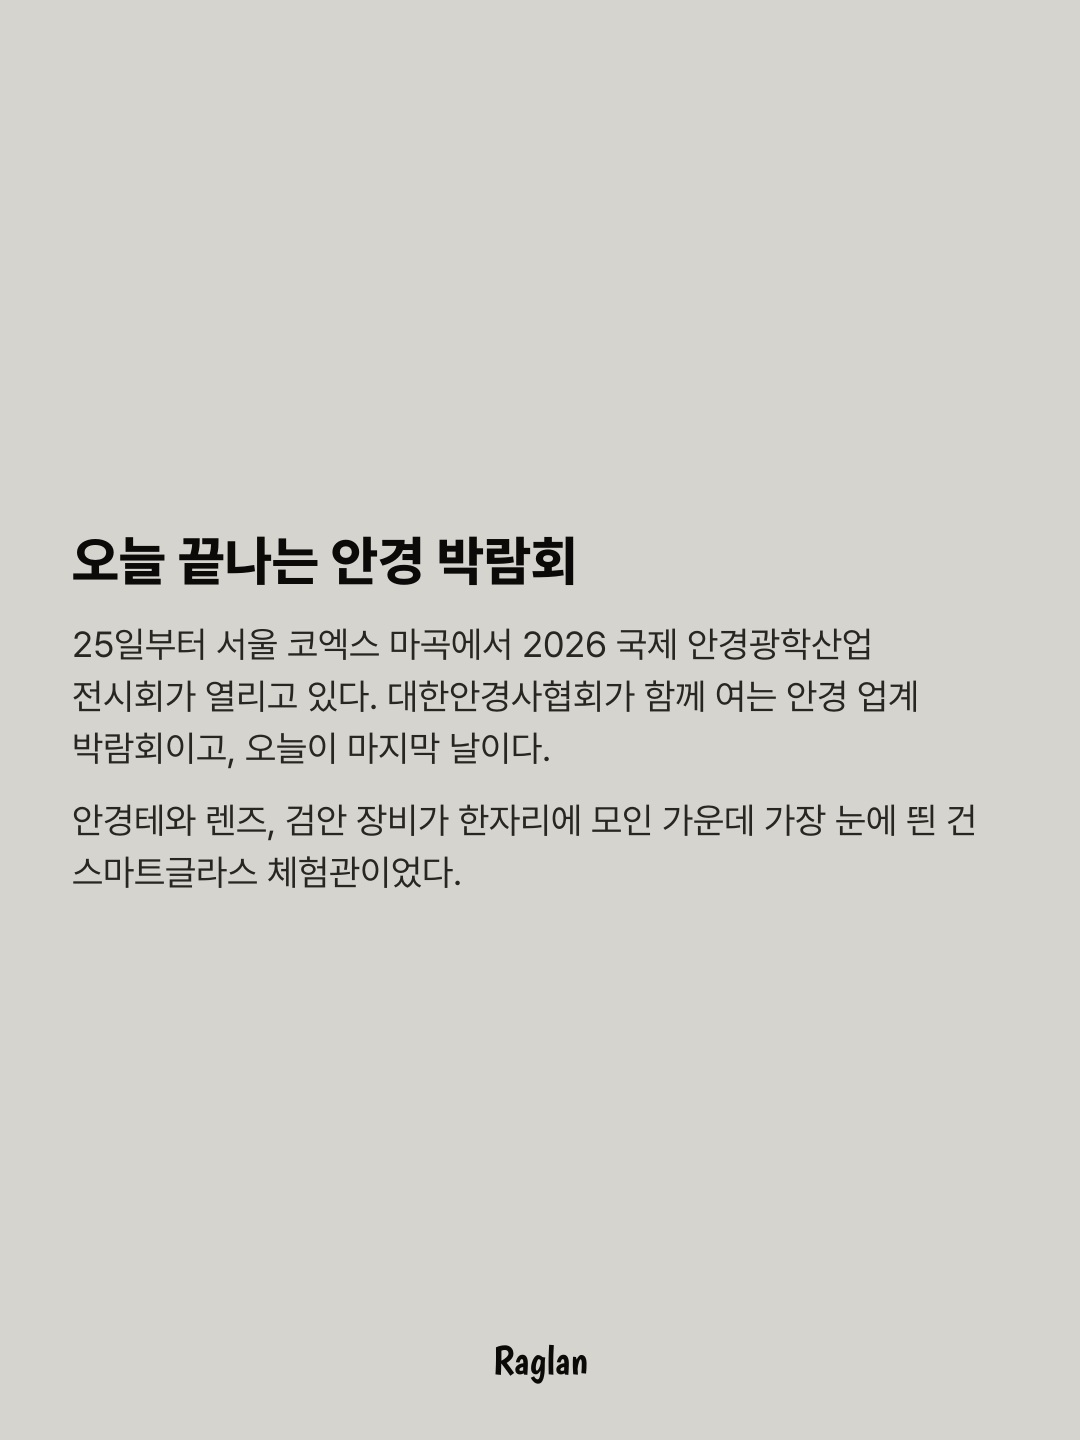 오늘 끝나는 안경 박람회
25일부터 서울 코엑스 마곡에서 2026 국제 안경광학산업
전시회가 열리고 있다. 대한안경사협회가 함께 여는 안경 업계
박람회이고, 오늘이 마지막 날이다.
안경테와 렌즈, 검안 장비가 한자리에 모인 가운데 가장 눈에 띈 건
스마트글라스 체험관이었다.
Raglan